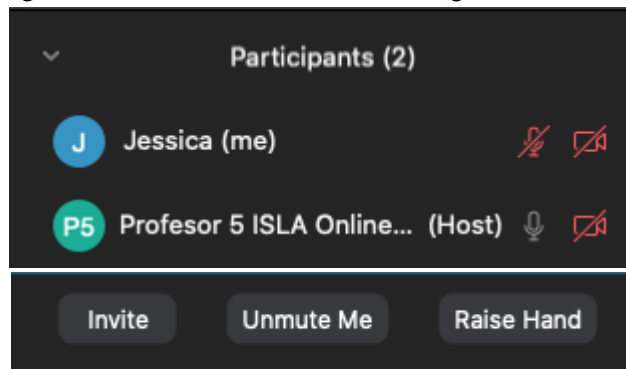 Participants (2)
J Jessica (me)
P5 Profesor 5 ISLA Online... (Host)
Invite Unmute Me Raise Hand